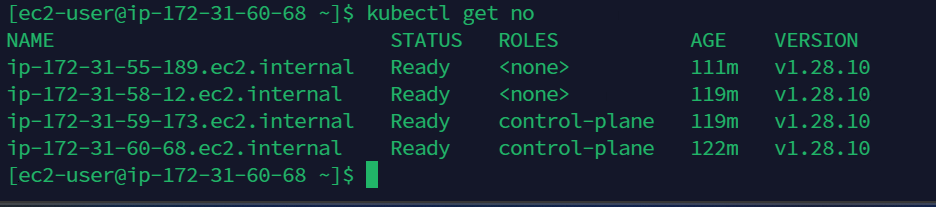 [ec2-user@ip-172-31-60-68 ~]$ kubectl get no
NAME STATUS ROLES AGE VERSION
ip-172-31-55-189.ec2.internal Ready <none> 111m v1.28.10
ip-172-31-58-12.ec2.internal Ready <none> 119m v1.28.10
ip-172-31-59-173.ec2.internal Ready control-plane 119m v1.28.10
ip-172-31-60-68.ec2.internal Ready control-plane 122m v1.28.10
[ec2-user@ip-172-31-60-68 ~]$